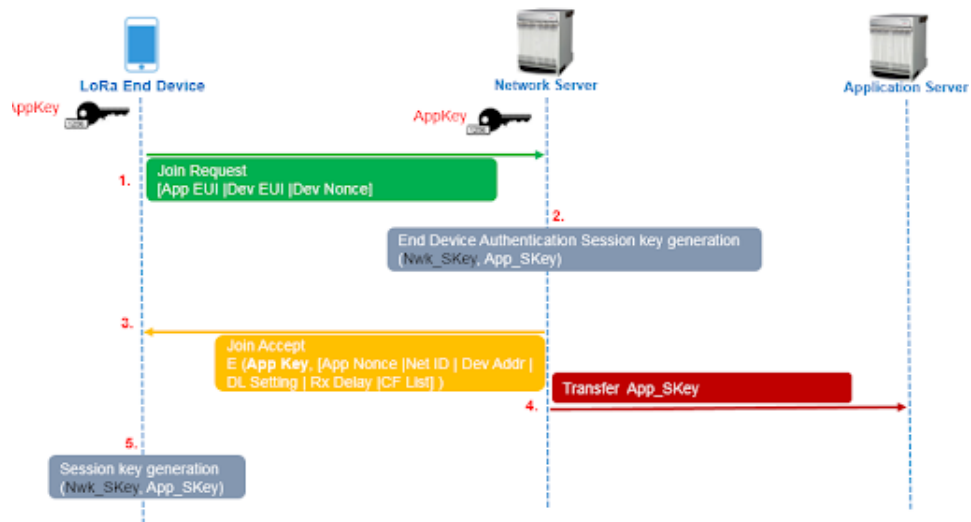 LoRa End Device
Network Server
Application Server
AppKey
AppKey
Join Request
[App EUI |Dev EUI |Dev Nonce]
1.
2.
End Device Authentication Session key generation
(Nwk_SKey, App_SKey)
3.
Join Accept
E (App Key, [App Nonce |Net ID | Dev Addr |
DL Setting | Rx Delay |CF List] )
Transfer App_SKey
4.
5.
Session key generation
(Nwk_SKey, App_SKey)